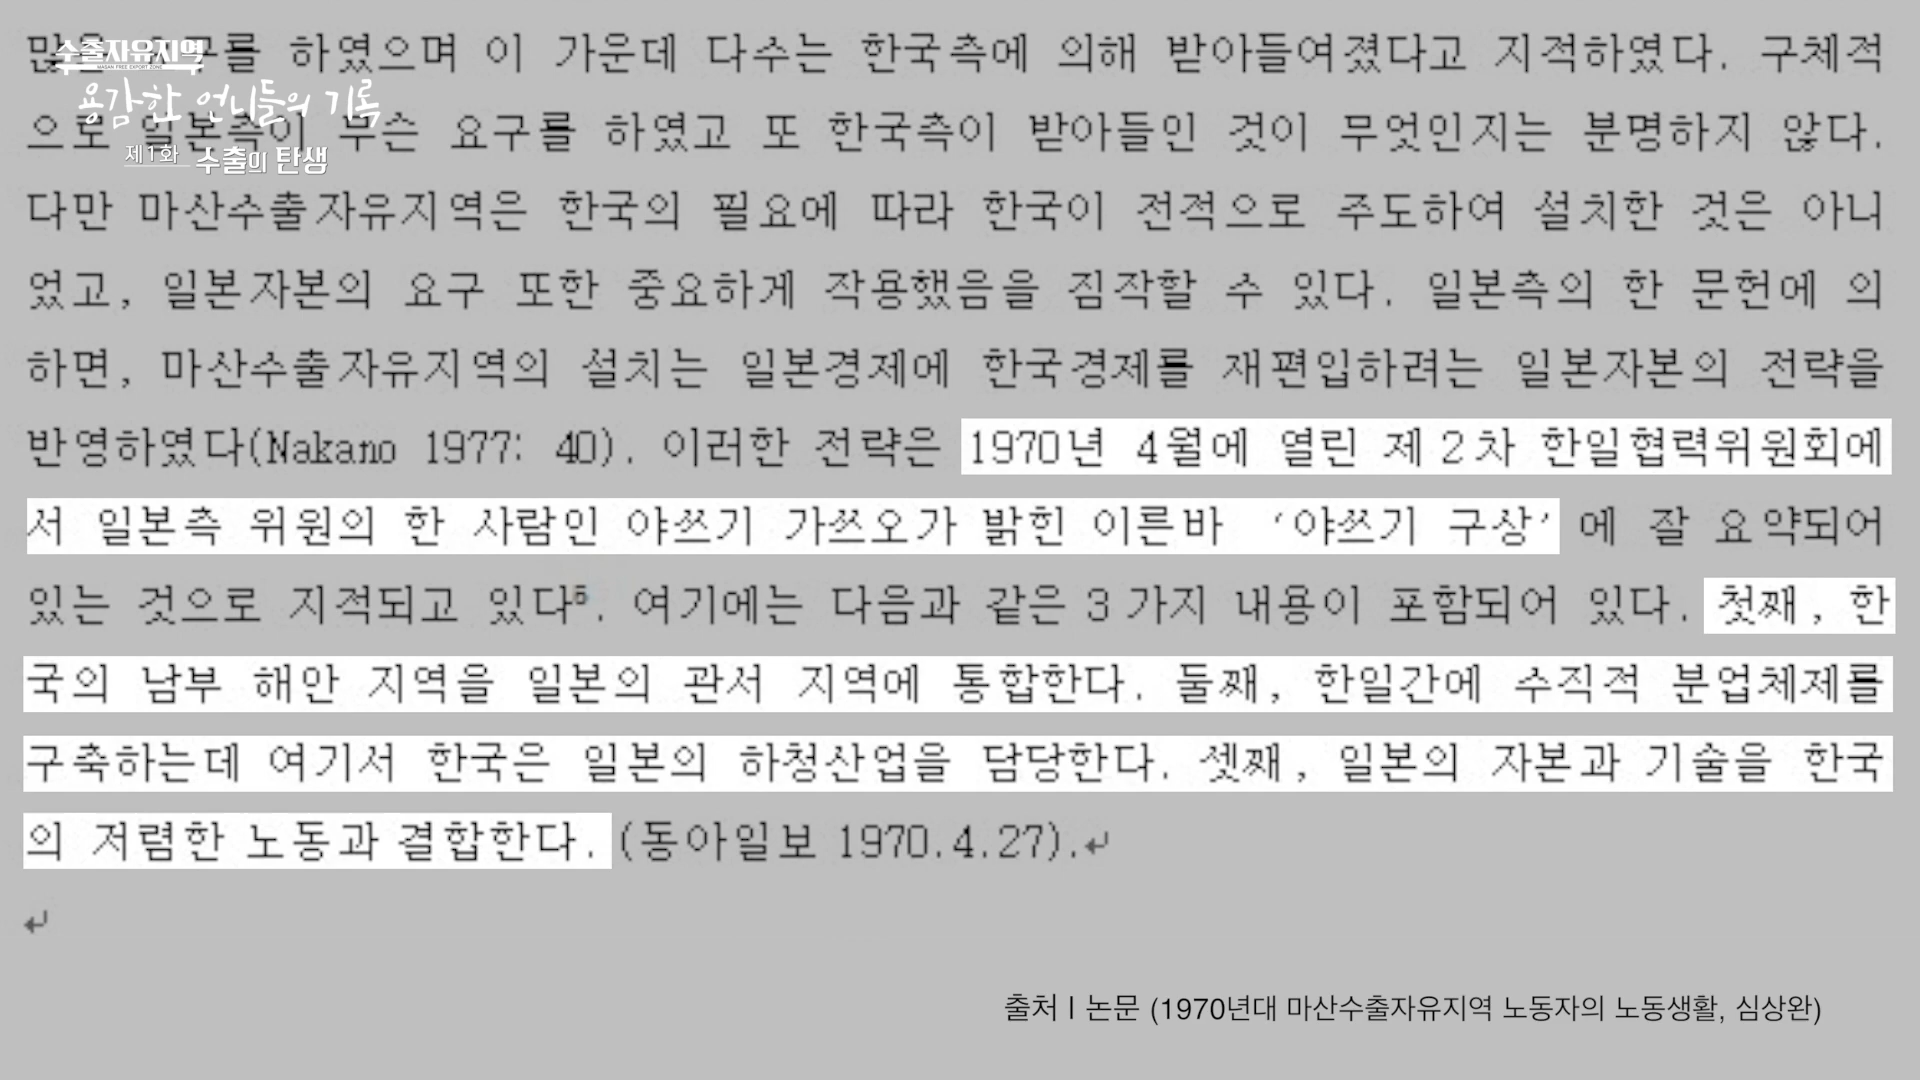 많은 요구를 하였으며 이 가운데 다수는 한국측에 의해 받아들여졌다고 지적하였다. 구체적
수출자유지역
MASAN FREE EXPORT ZONE
용감한 언니들의 기록
으로 일본측이 무슨 요구를 하였고 또 한국측이 받아들인 것이 무엇인지는 분명하지 않다.
제1화 수출의 탄생
다만 마산수출자유지역은 한국의 필요에 따라 한국이 전적으로 주도하여 설치한 것은 아니
었고, 일본자본의 요구 또한 중요하게 작용했음을 짐작할 수 있다. 일본측의 한 문헌에 의
하면, 마산수출자유지역의 설치는 일본경제에 한국경제를 재편입하려는 일본자본의 전략을
반영하였다(Nakano 1977: 40). 이러한 전략은 1970년 4월에 열린 제2차 한일협력위원회에
서 일본측 위원의 한 사람인 야쓰기 가쓰오가 밝힌 이른바 ‘야쓰기 구상’에 잘 요약되어
있는 것으로 지적되고 있다5. 여기에는 다음과 같은 3가지 내용이 포함되어 있다. 첫째, 한
국의 남부 해안 지역을 일본의 관서 지역에 통합한다. 둘째, 한일간에 수직적 분업체제를
구축하는데 여기서 한국은 일본의 하청산업을 담당한다. 셋째, 일본의 자본과 기술을 한국
의 저렴한 노동과 결합한다. (동아일보 1970.4.27).↵
↵
출처 | 논문 (1970년대 마산수출자유지역 노동자의 노동생활, 심상완)